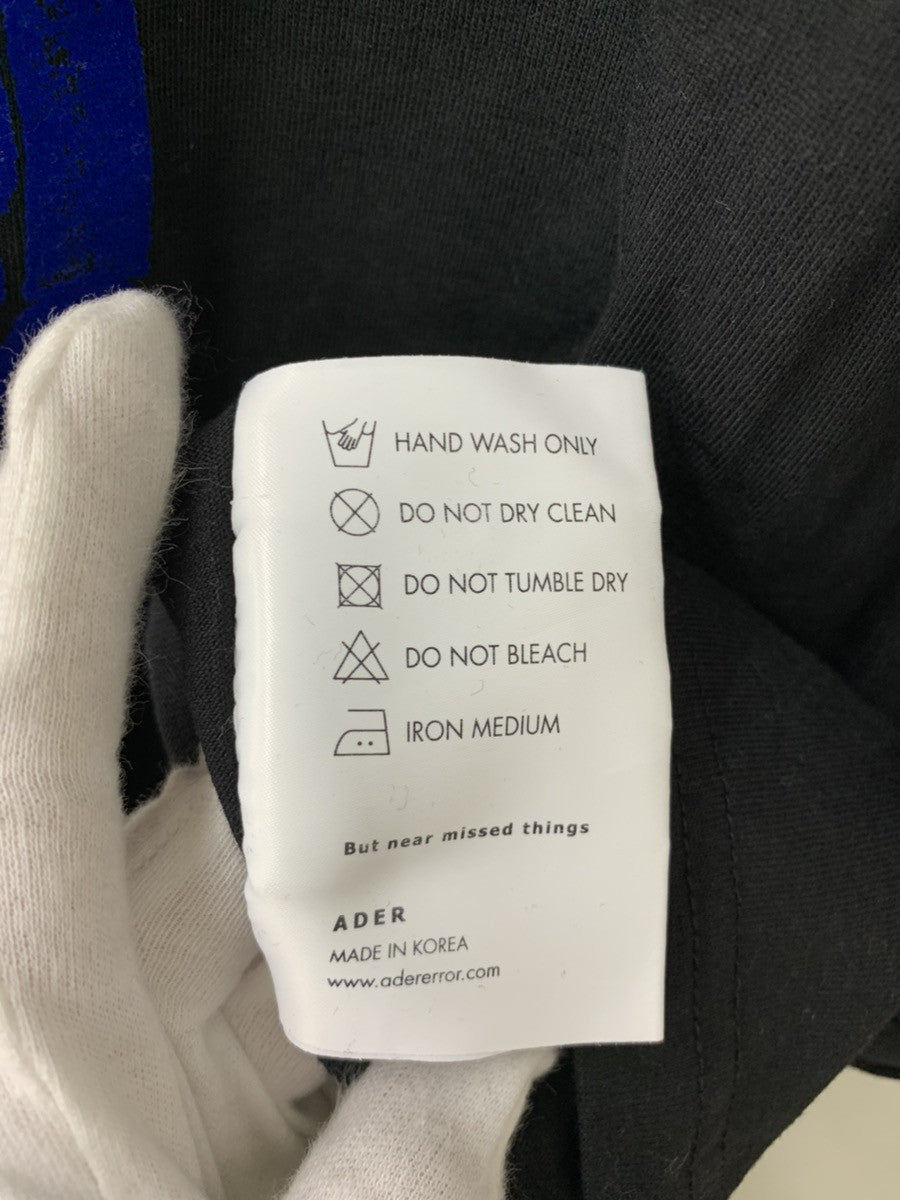 HAND WASH ONLY
DO NOT DRY CLEAN
DO NOT TUMBLE DRY
DO NOT BLEACH
IRON MEDIUM
But near missed things
ADER
MADE IN KOREA
www.adererror.com